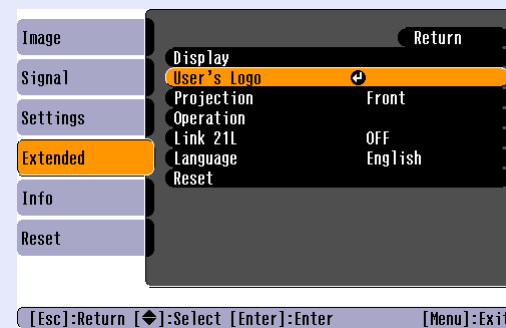 Image
Signal
Settings
Extended
Info
Reset
Return
Display
User's Logo
Projection Front
Operation
Link 21L OFF
Language English
Reset
[Esc]:Return [◆]:Select [Enter]:Enter [Menu]:Exit